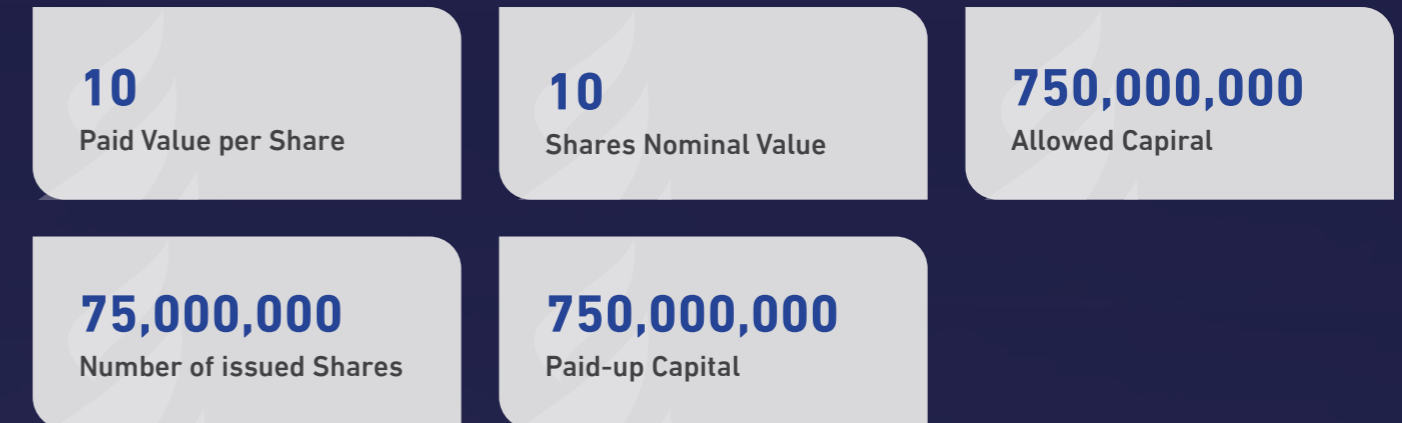 10
Paid Value per Share
10
Shares Nominal Value
750,000,000
Allowed Capiral
75,000,000
Number of issued Shares
750,000,000
Paid-up Capital